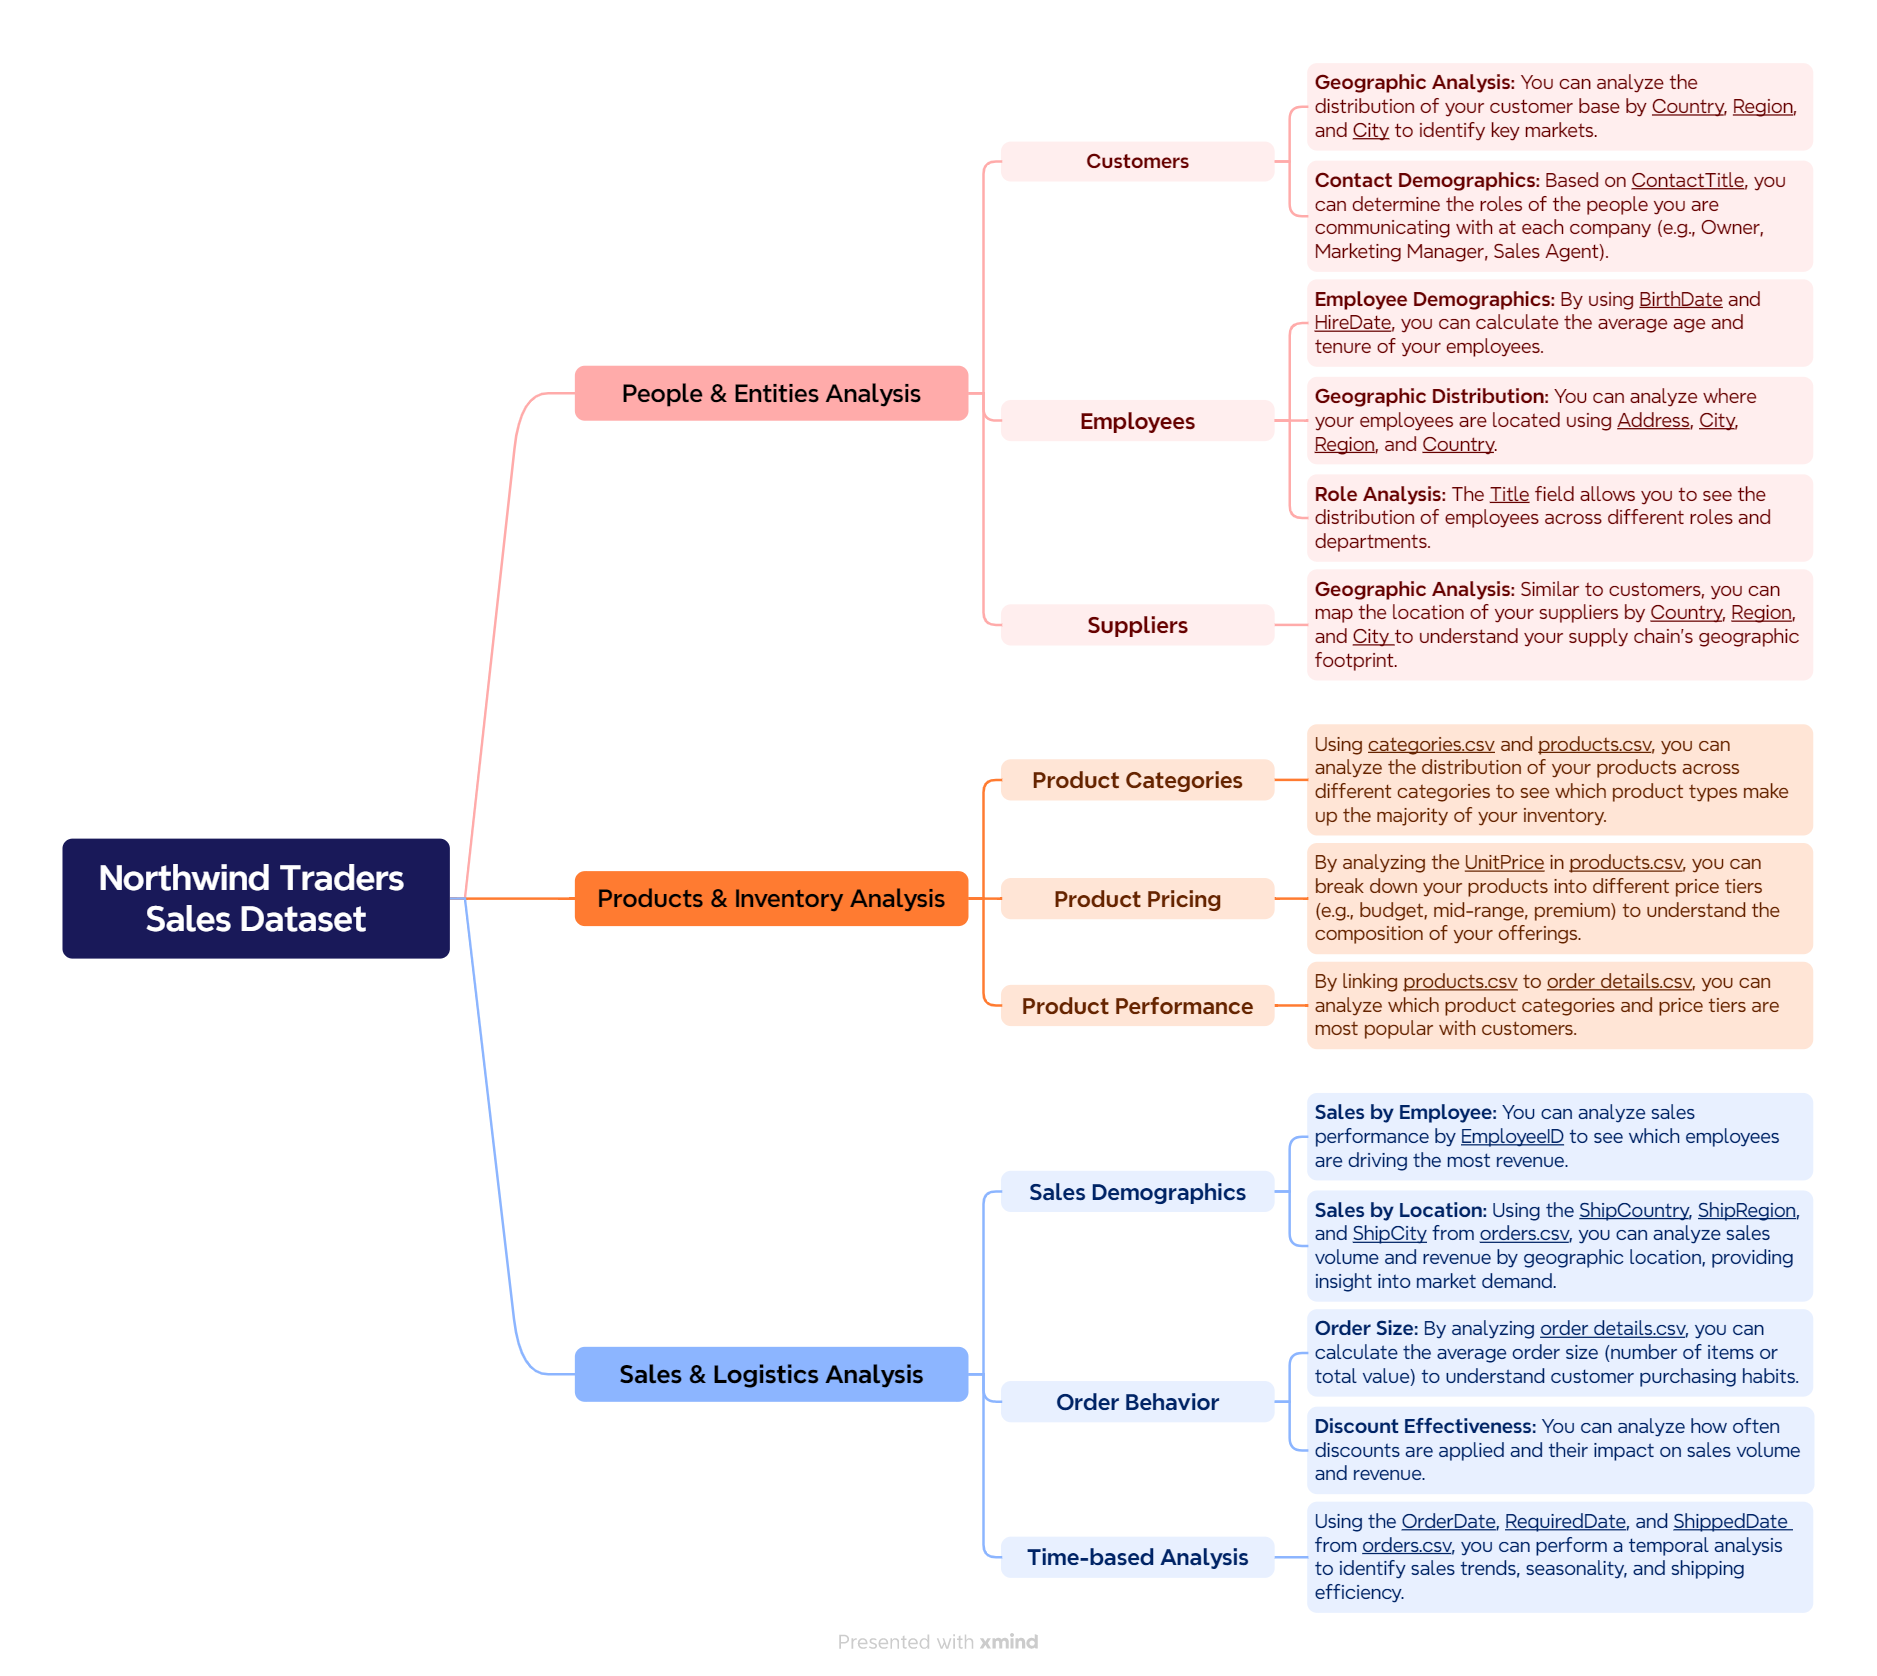 Northwind Traders
Sales Dataset
People & Entities Analysis
Customers
Geographic Analysis: You can analyze the
distribution of your customer base by Country, Region,
and City to identify key markets.
Contact Demographics: Based on ContactTitle, you
can determine the roles of the people you are
communicating with at each company (e.g., Owner,
Marketing Manager, Sales Agent).
Employees
Employee Demographics: By using BirthDate and
HireDate, you can calculate the average age and
tenure of your employees.
Geographic Distribution: You can analyze where
your employees are located using Address, City,
Region, and Country.
Role Analysis: The Title field allows you to see the
distribution of employees across different roles and
departments.
Suppliers
Geographic Analysis: Similar to customers, you can
map the location of your suppliers by Country, Region,
and City to understand your supply chain's geographic
footprint.
Products & Inventory Analysis
Product Categories
Using categories.csv and products.csv, you can
analyze the distribution of your products across
different categories to see which product types make
up the majority of your inventory.
Product Pricing
By analyzing the UnitPrice in products.csv, you can
break down your products into different price tiers
(e.g., budget, mid-range, premium) to understand the
composition of your offerings.
Product Performance
By linking products.csv to order details.csv, you can
analyze which product categories and price tiers are
most popular with customers.
Sales & Logistics Analysis
Sales Demographics
Sales by Employee: You can analyze sales
performance by EmployeeID to see which employees
are driving the most revenue.
Sales by Location: Using the ShipCountry, ShipRegion,
and ShipCity from orders.csv, you can analyze sales
volume and revenue by geographic location, providing
insight into market demand.
Order Behavior
Order Size: By analyzing order details.csv, you can
calculate the average order size (number of items or
total value) to understand customer purchasing habits.
Discount Effectiveness: You can analyze how often
discounts are applied and their impact on sales volume
and revenue.
Time-based Analysis
Using the OrderDate, RequiredDate, and ShippedDate
from orders.csv, you can perform a temporal analysis
to identify sales trends, seasonality, and shipping
efficiency.
Presented with xmind